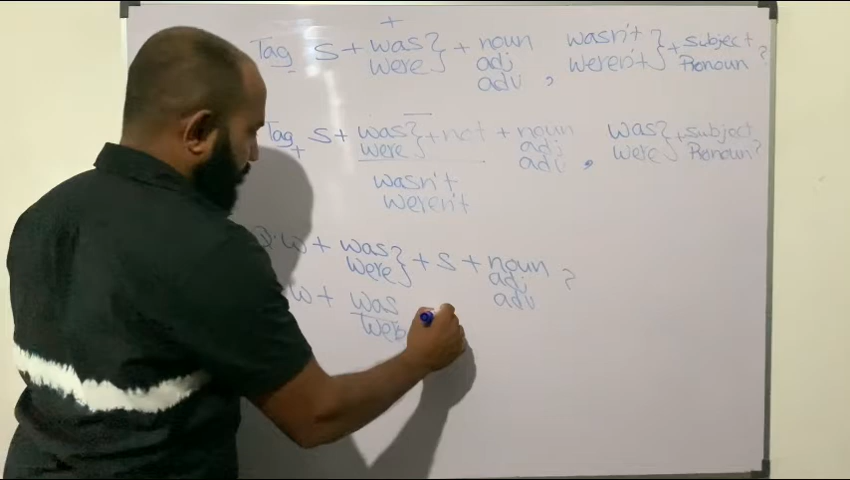 +
Tag S + was } + noun wasn't } + subject
were adj weren't Pronoun ?
adv ,
—
Tag S + was } + not + noun was } + subject
+ were adj were Pronoun?
adv ,
wasn't
weren't
Q.W + was } + S + noun ?
were adj
W + was adv
were